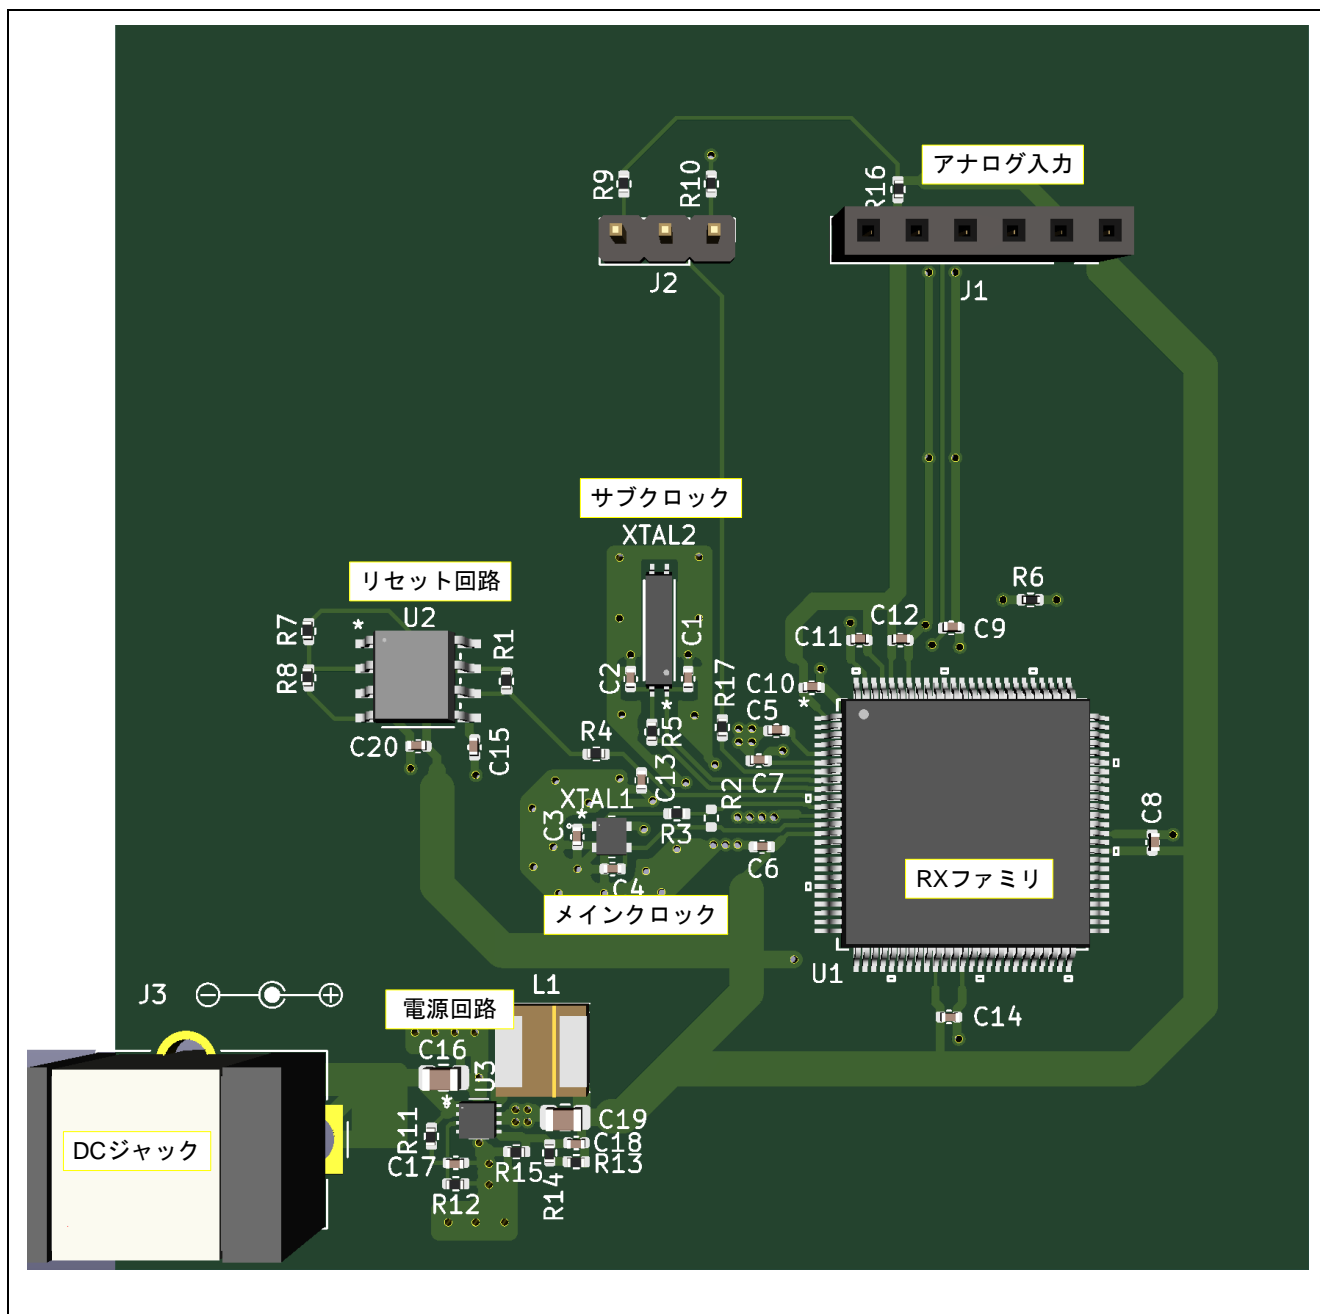 アナログ入力
R9
R10
R16
J2
J1
サブクロック
XTAL2
リセット回路
U2
R6
R7
R8
*
R1
C2
C1
C11
C12
C9
R17
C10
*
C20
C15
R4
R5
*
C5
C7
C13
XTAL1
*
C3
R3
R2
C6
C8
C4
RXファミリ
メインクロック
U1
J3
電源回路
L1
C14
C16
U3
*
R11
C19
C18
DCジャック
C17
R15
R13
R12
R14